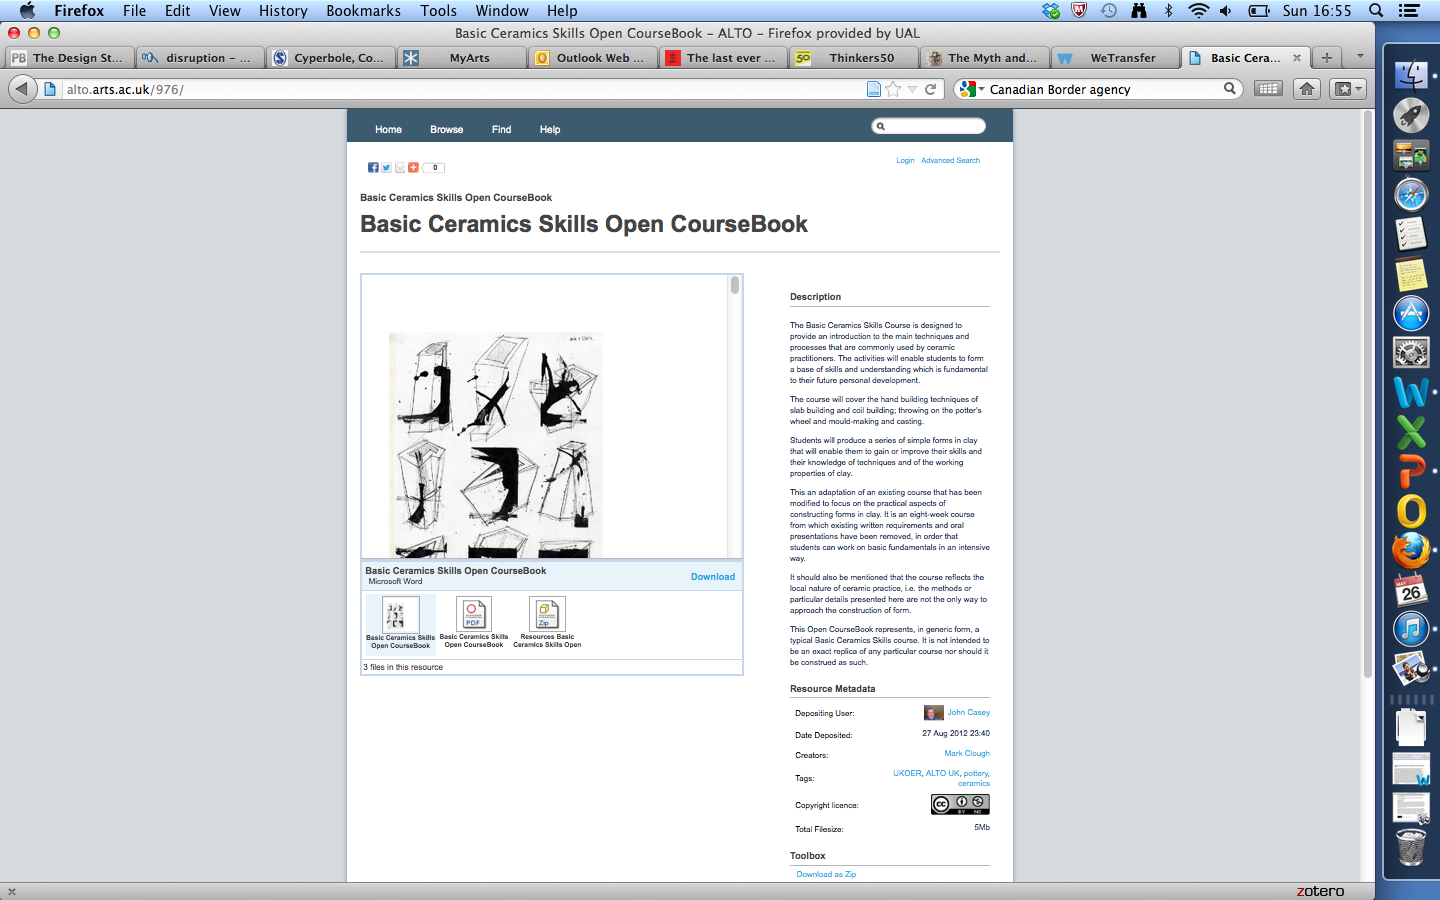 Firefox File Edit View History Bookmarks Tools Window Help Sun 16:55
Basic Ceramics Skills Open CourseBook – ALTO – Firefox provided by UAL
The Design St... disruption – ... Cyperbole, Co... MyArts Outlook Web ... The last ever ... Thinkers50 The Myth and... WeTransfer Basic Cera...
alto.arts.ac.uk/976/ Canadian Border agency
Home Browse Find Help
Login Advanced Search
0
Basic Ceramics Skills Open CourseBook
Basic Ceramics Skills Open CourseBook
Basic Ceramics Skills Open CourseBook
Microsoft Word
Download
Basic Ceramics Skills
Open CourseBook
PDF
Basic Ceramics Skills
Open CourseBook
Zip
Resources Basic
Ceramics Skills Open
3 files in this resource
Description
The Basic Ceramics Skills Course is designed to
provide an introduction to the main techniques and
processes that are commonly used by ceramic
practitioners. The activities will enable students to form
a base of skills and understanding which is fundamental
to their future personal development.
The course will cover the hand building techniques of
slab building and coil building; throwing on the potter's
wheel and mould-making and casting.
Students will produce a series of simple forms in clay
that will enable them to gain or improve their skills and
their knowledge of techniques and of the working
properties of clay.
This an adaptation of an existing course that has been
modified to focus on the practical aspects of
constructing forms in clay. It is an eight-week course
from which existing written requirements and oral
presentations have been removed, in order that
students can work on basic fundamentals in an intensive
way.
It should also be mentioned that the course reflects the
local nature of ceramic practice, i.e. the methods or
particular details presented here are not the only way to
approach the construction of form.
This Open CourseBook represents, in generic form, a
typical Basic Ceramics Skills course. It is not intended to
be an exact replica of any particular course nor should it
be construed as such.
Resource Metadata
Depositing User: John Casey
Date Deposited: 27 Aug 2012 23:40
Creators: Mark Clough
Tags: UKOER, ALTO UK, pottery,
ceramics
Copyright licence: CC BY NC
Total Filesize: 5Mb
Toolbox
Download as Zip
zotero
MAY
26